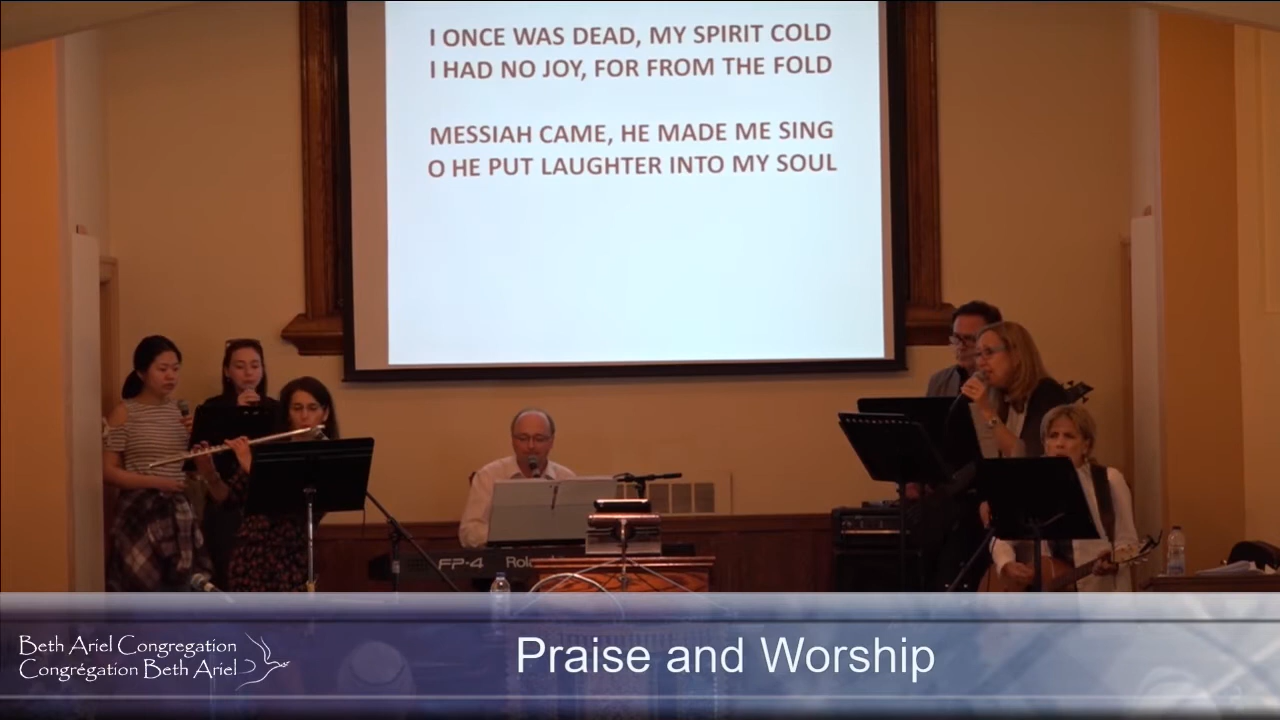 I ONCE WAS DEAD, MY SPIRIT COLD
I HAD NO JOY, FOR FROM THE FOLD
MESSIAH CAME, HE MADE ME SING
O HE PUT LAUGHTER INTO MY SOUL
FP-4 Rol
Beth Ariel Congregation
Congrégation Beth Ariel
Praise and Worship